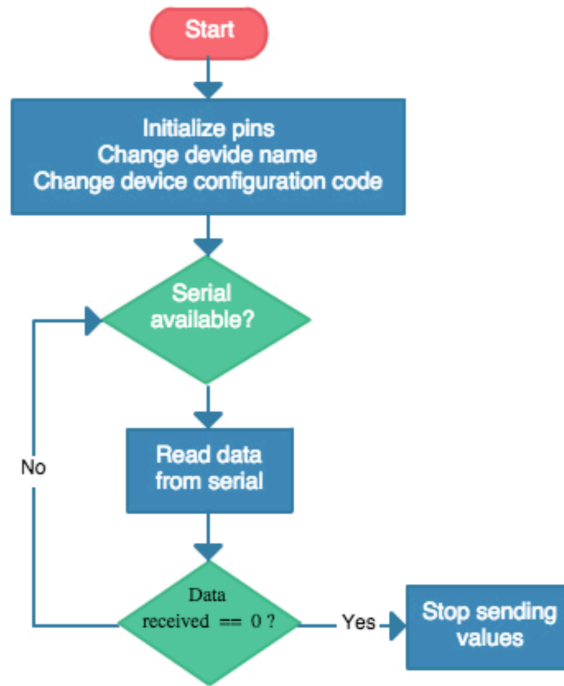 Start
Initialize pins
Change devide name
Change device configuration code
Serial
available?
Read data
from serial
No
Data
received == 0 ?
Yes
Stop sending
values